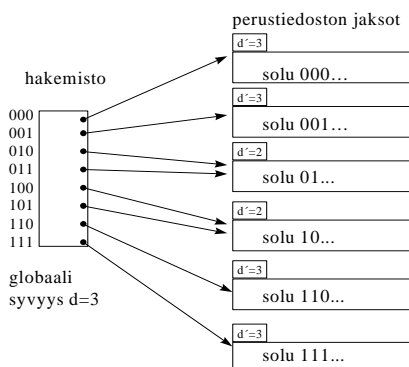 perustiedoston jaksot
hakemisto
000
001
010
011
100
101
110
111
globaali
syvyys d=3
d´=3
solu 000...
d´=3
solu 001...
d´=2
solu 01...
d´=2
solu 10...
d´=3
solu 110...
d´=3
solu 111...